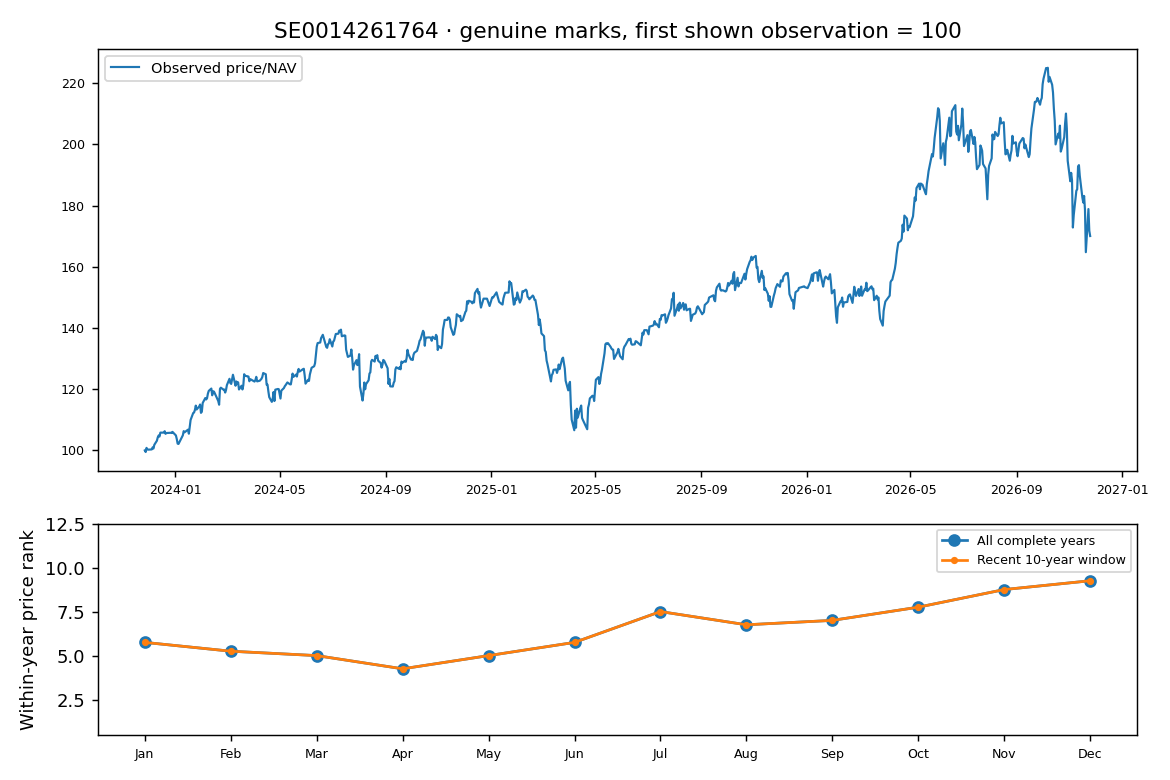 SE0014261764 · genuine marks, first shown observation = 100
Observed price/NAV
220
200
180
160
140
120
100
2024-01 2024-05 2024-09 2025-01 2025-05 2025-09 2026-01 2026-05 2026-09 2027-01
Within-year price rank
12.5
10.0
7.5
5.0
2.5
All complete years
Recent 10-year window
Jan Feb Mar Apr May Jun Jul Aug Sep Oct Nov Dec